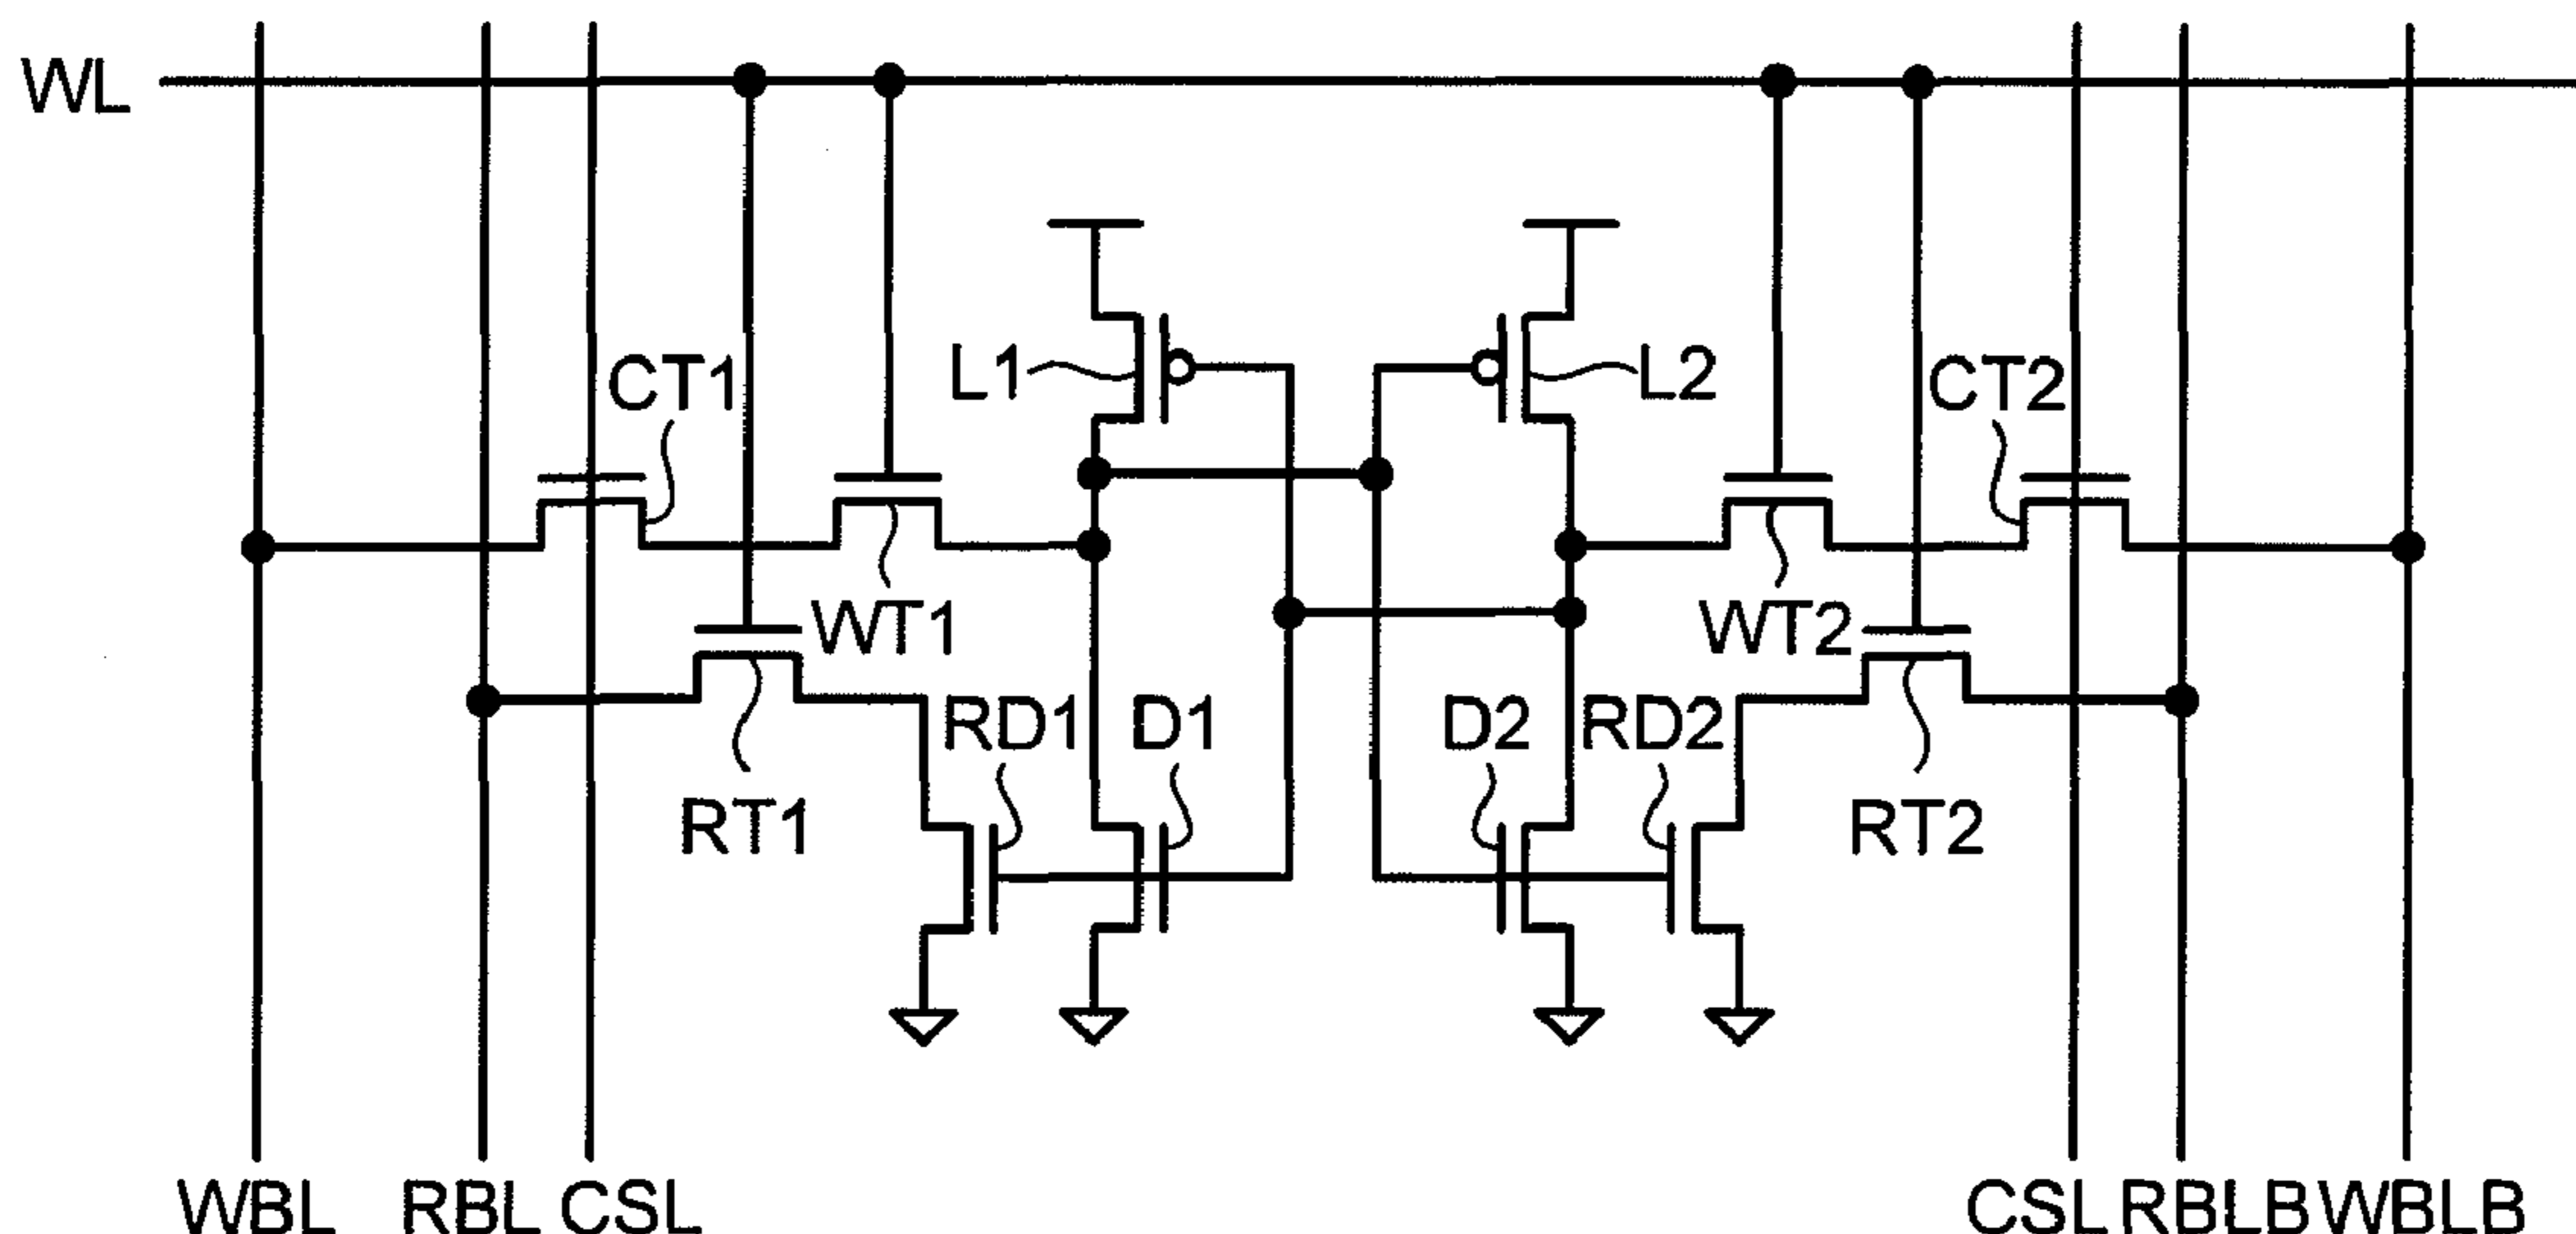 WL
L1
L2
CT1
CT2
WT1
WT2
RD1
D1
D2
RD2
RT1
RT2
WBL
RBL
CSL
CSL
RBLB
WBLB